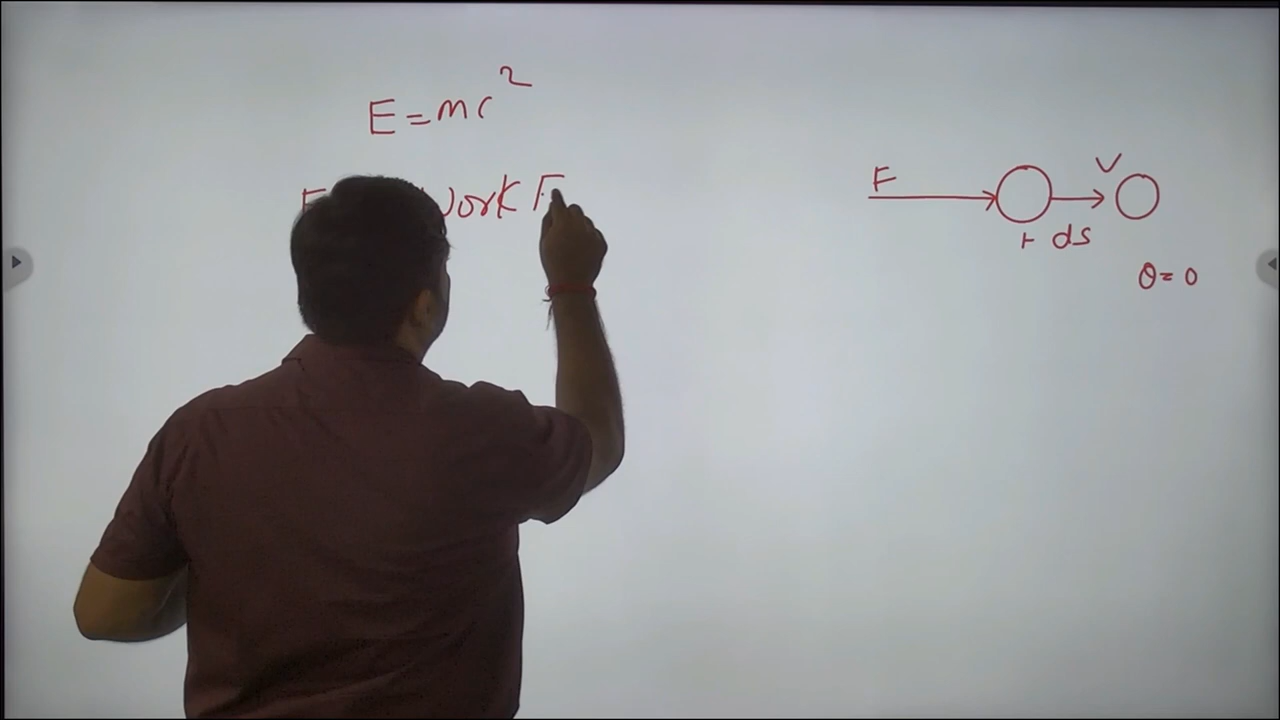 E = mc²
Work E
F
V
ds
θ = 0